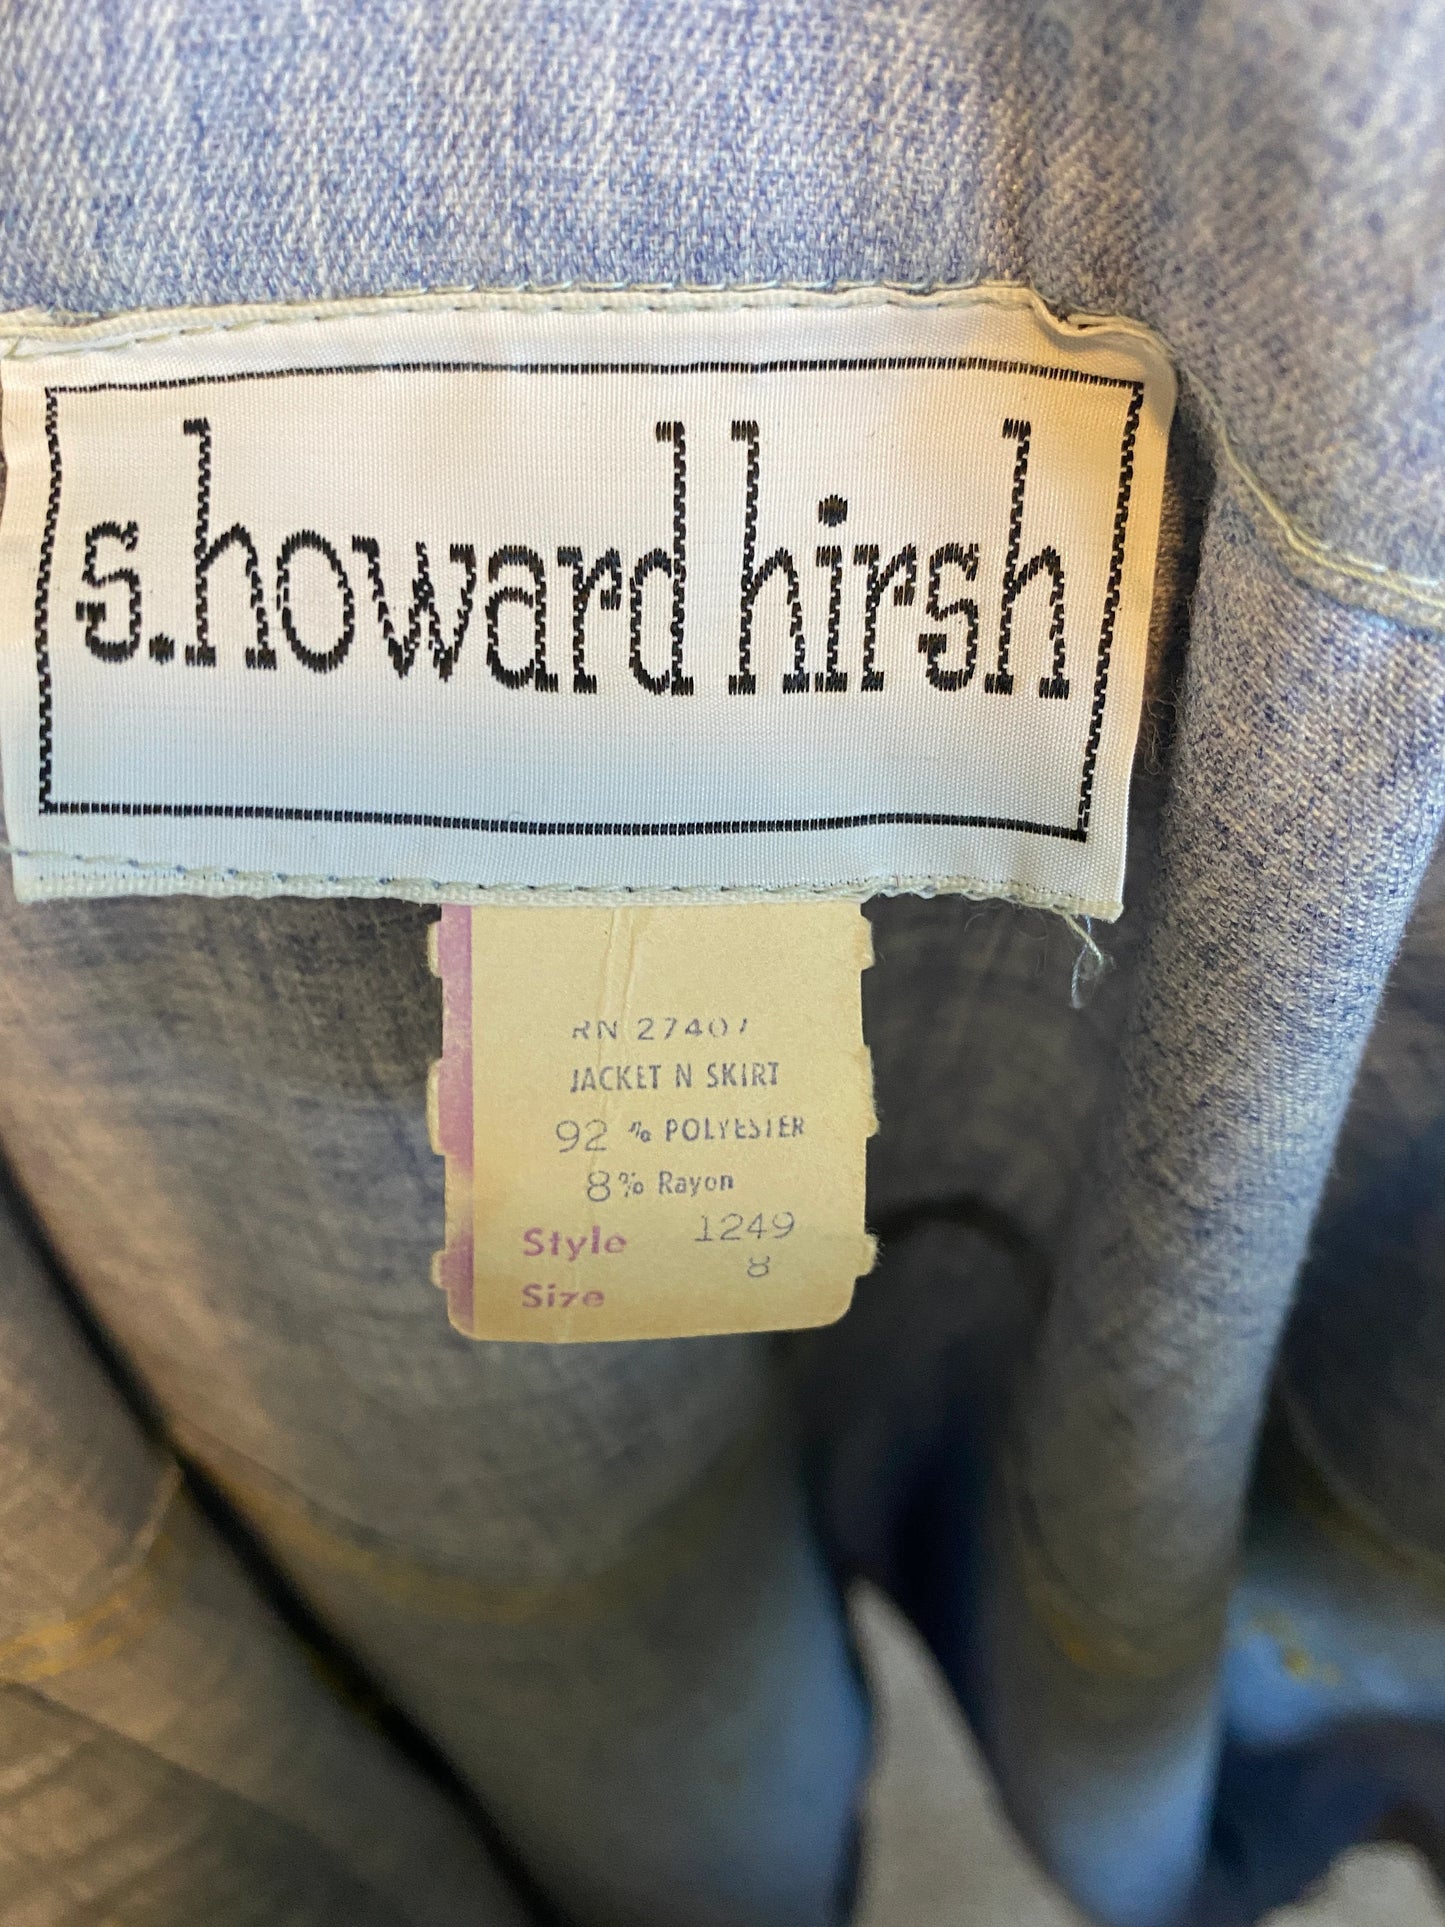 s.howard hirsh
RN 27407
JACKET N SKIRT
92 % POLYESTER
8% Rayon
Style 1249
Size 8